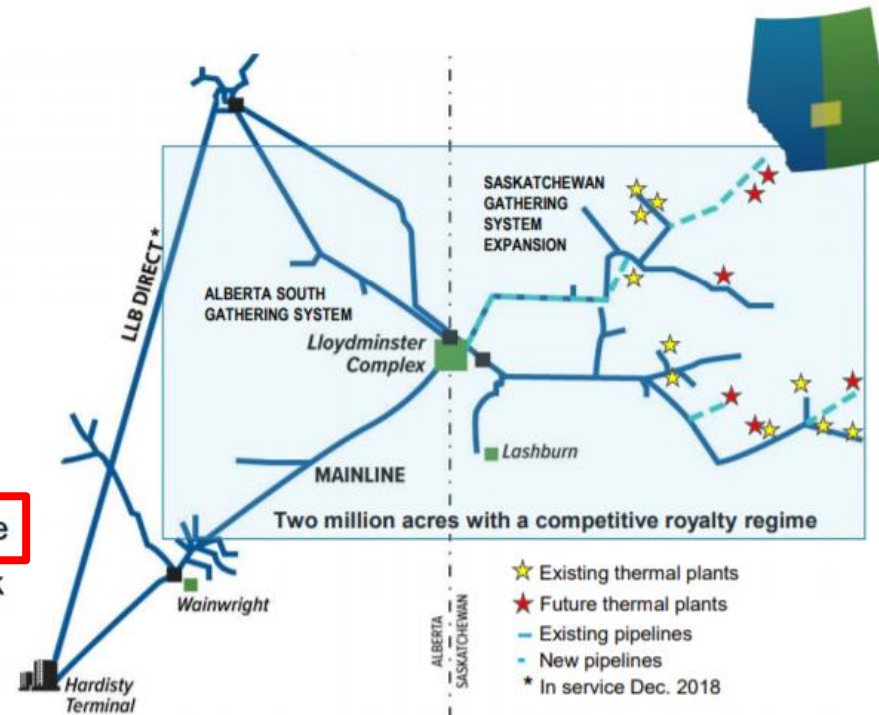 SASKATCHEWAN
GATHERING
SYSTEM
EXPANSION
LLB DIRECT *
ALBERTA SOUTH
GATHERING SYSTEM
Lloydminster
Complex
Lashburn
MAINLINE
e
Two million acres with a competitive royalty regime
k
Wainwright
Hardisty
Terminal
ALBERTA
SASKATCHEWAN
Existing thermal plants
Future thermal plants
Existing pipelines
New pipelines
* In service Dec. 2018